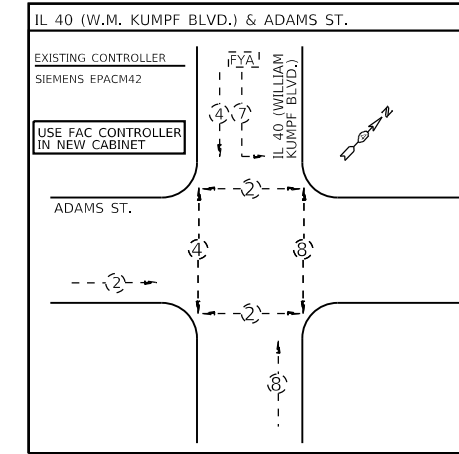 IL 40 (W.M. KUMPF BLVD.) & ADAMS ST.
EXISTING CONTROLLER
SIEMENS EPACM42
USE FAC CONTROLLER
IN NEW CABINET
FYA
IL 40 (WILLIAM
KUMPF BLVD.)
N
4
7
2
ADAMS ST.
4
8
2
2
8